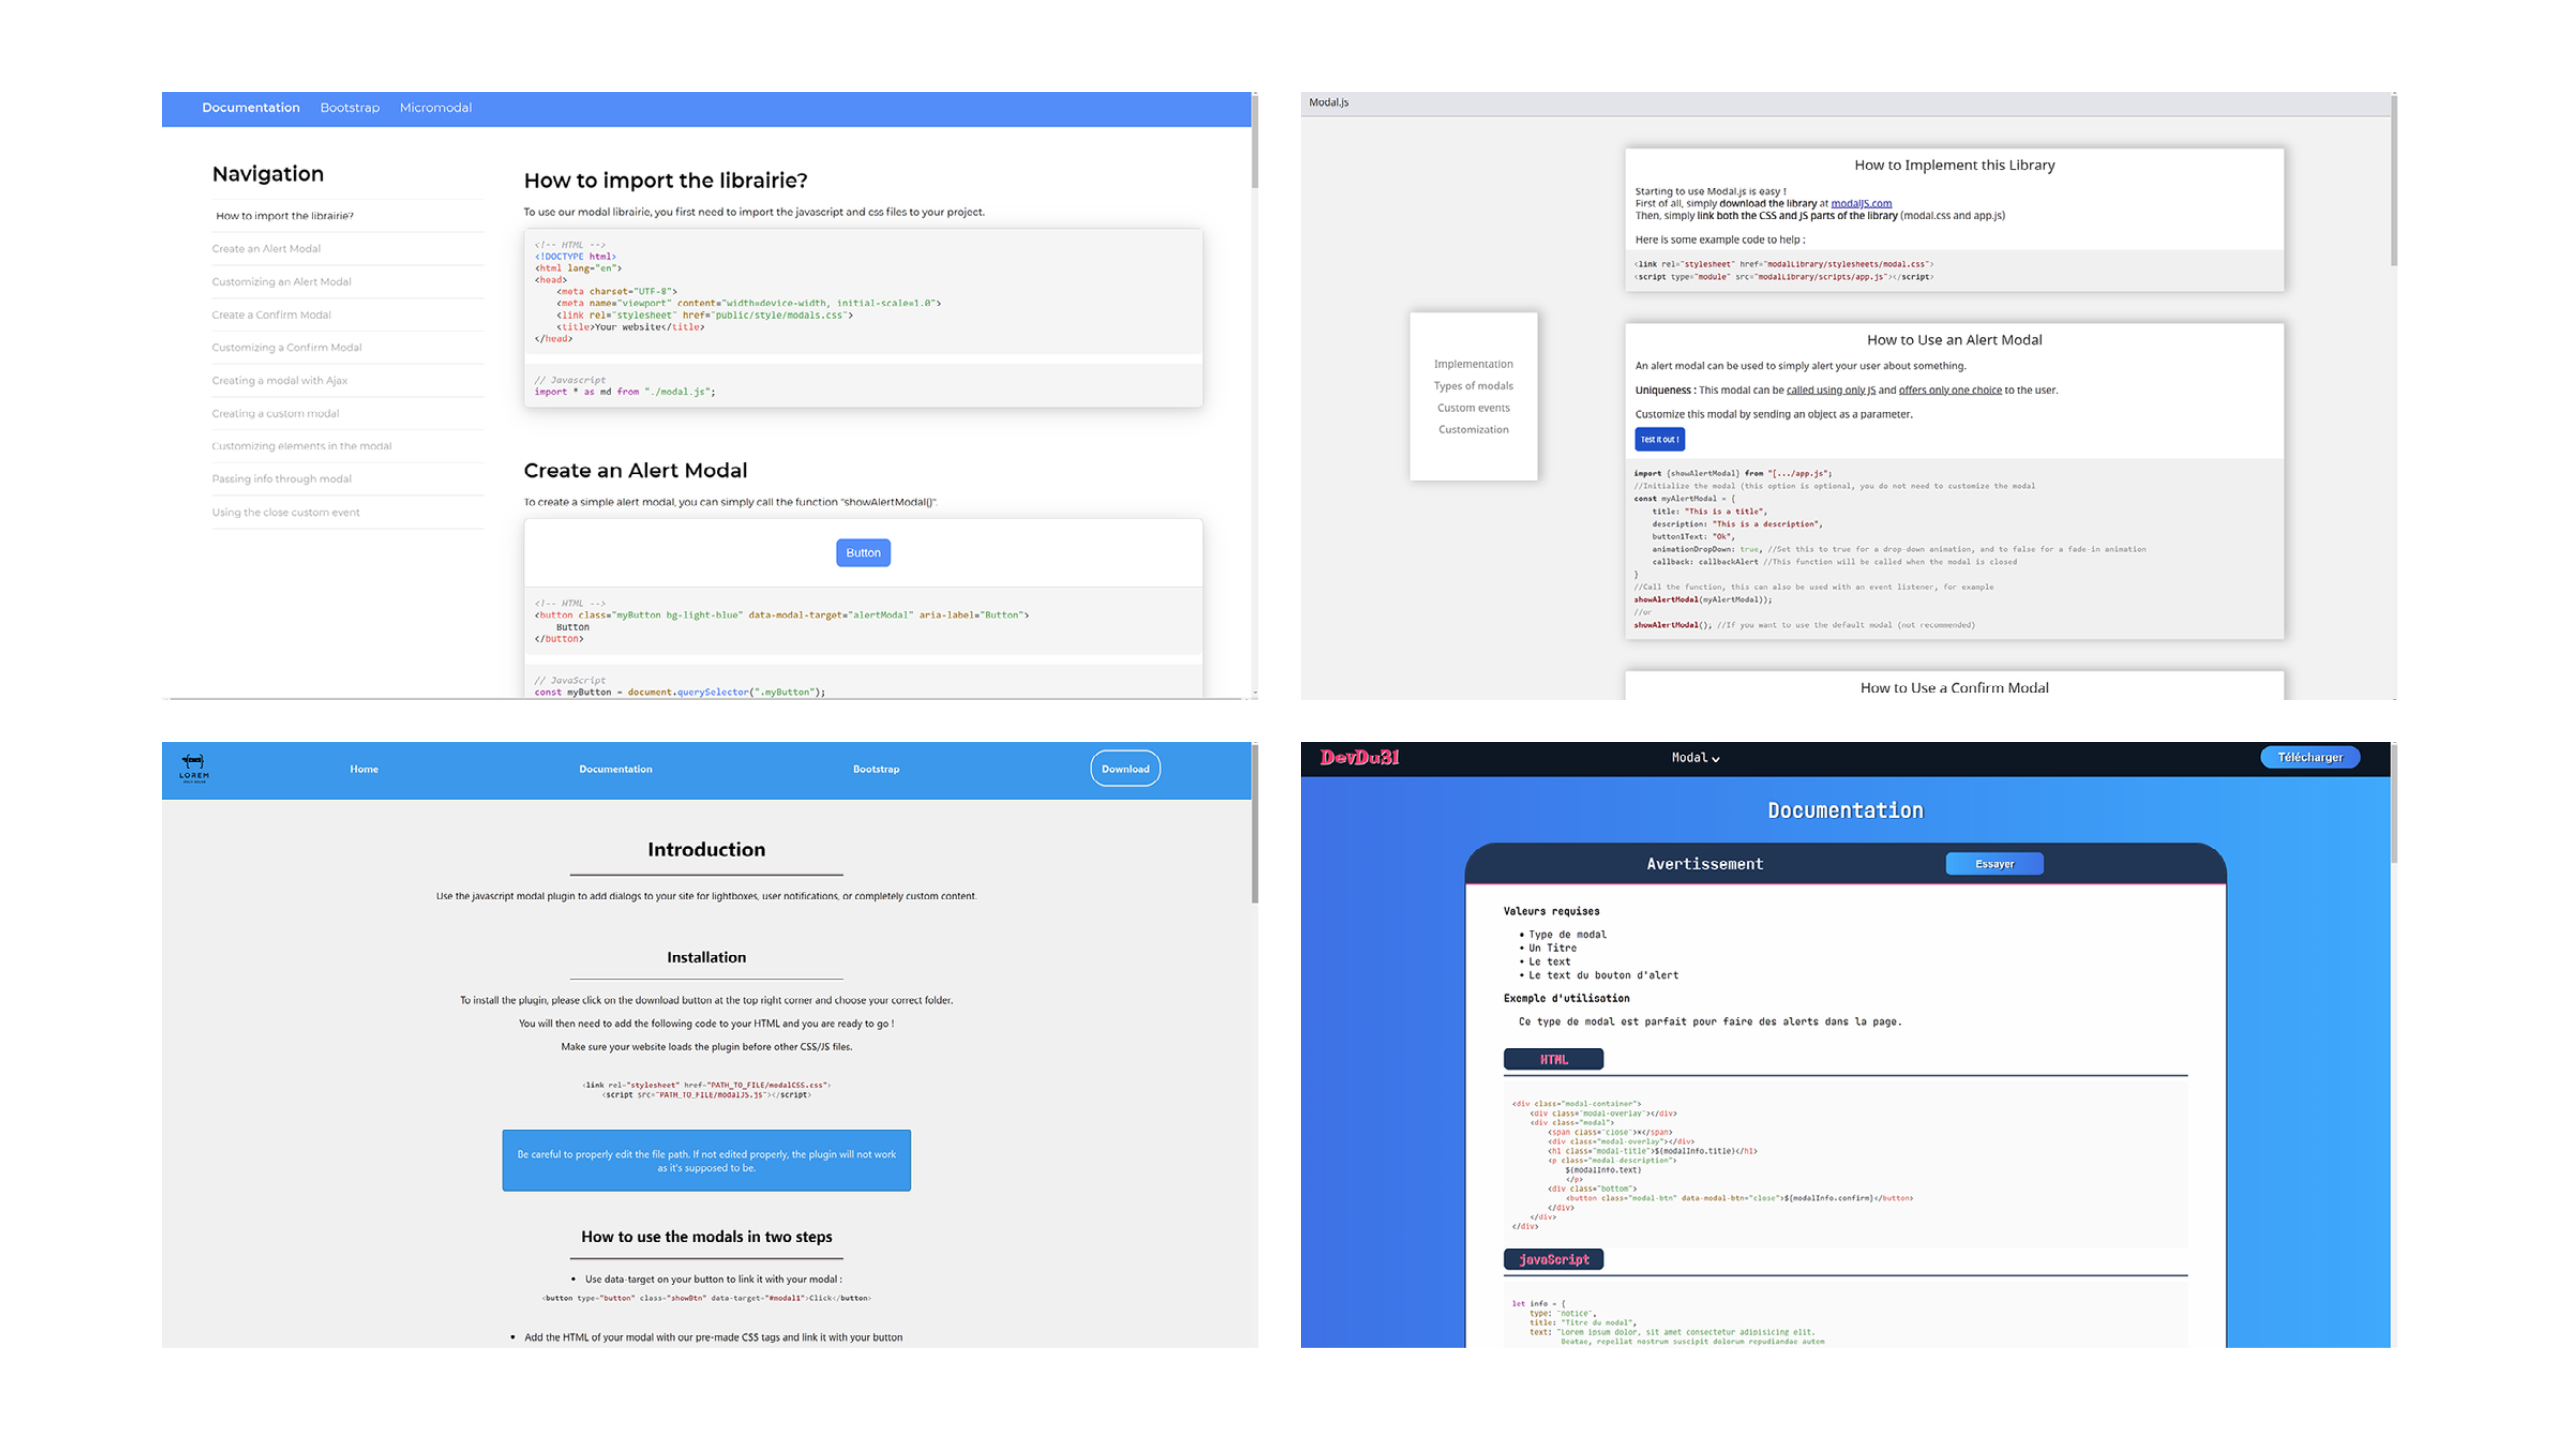 Documentation Bootstrap Micromodal
Navigation
How to import the librairie?
Create an Alert Modal
Customizing an Alert Modal
Create a Confirm Modal
Customizing a Confirm Modal
Creating a modal with Ajax
Creating a custom modal
Customizing elements in the modal
Passing info through modal
Using the close custom event
How to import the librairie?
To use our modal librairie, you first need to import the javascript and css files to your project.
<!-- HTML -->
<!DOCTYPE html>
<html lang="en">
<head>
<meta charset="UTF-8">
<meta name="viewport" content="width=device-width, initial-scale=1.0">
<link rel="stylesheet" href="public/style/modals.css">
<title>Your website</title>
</head>
// Javascript
import * as md from "./modal.js";
Create an Alert Modal
To create a simple alert modal, you can simply call the function "showAlertModal()".
Button
<!-- HTML -->
<button class="myButton bg-light-blue" data-modal-target="alertModal" aria-label="Button">
Button
</button>
// JavaScript
const myButton = document.querySelector(".myButton");
Modal.js
Implementation
Types of modals
Custom events
Customization
How to Implement this Library
Starting to use Modal.js is easy !
First of all, simply download the library at modalJS.com
Then, simply link both the CSS and JS parts of the library (modal.css and app.js)
Here is some example code to help :
<link rel="stylesheet" href="modalLibrary/stylesheets/modal.css">
<script type="module" src="modalLibrary/scripts/app.js"></script>
How to Use an Alert Modal
An alert modal can be used to simply alert your user about something.
Uniqueness : This modal can be called using only JS and offers only one choice to the user.
Customize this modal by sending an object as a parameter.
Test it out !
import {showAlertModal} from "[.../app.js";
//Initialize the modal (this option is optional, you do not need to customize the modal
const myAlertModal = {
title: "This is a title",
description: "This is a description",
button1Text: "Ok",
animationDropDown: true, //Set this to true for a drop-down animation, and to false for a fade-in animation
callback: callbackAlert //This function will be called when the modal is closed
}
//Call the function, this can also be used with an event listener, for example
showAlertModal(myAlertModal));
//or
showAlertModal(); //If you want to use the default modal (not recommended)
How to Use a Confirm Modal
LOREM
Home Documentation Bootstrap Download
Introduction
Use the javascript modal plugin to add dialogs to your site for lightboxes, user notifications, or completely custom content.
Installation
To install the plugin, please click on the download button at the top right corner and choose your correct folder.
You will then need to add the following code to your HTML and you are ready to go !
Make sure your website loads the plugin before other CSS/JS files.
<link rel="stylesheet" href="PATH_TO_FILE/modalCSS.css">
<script src="PATH_TO_FILE/modalJS.js"></script>
Be careful to properly edit the file path. If not edited properly, the plugin will not work
as it's supposed to be.
How to use the modals in two steps
• Use data-target on your button to link it with your modal :
<button type="button" class="showBtn" data-target="#modal1">Click</button>
• Add the HTML of your modal with our pre-made CSS tags and link it with your button
DevDu31 Modal Télécharger
Documentation
Avertissement Essayer
Valeurs requises
• Type de modal
• Un Titre
• Le text
• Le text du bouton d'alert
Exemple d'utilisation
Ce type de modal est parfait pour faire des alerts dans la page.
HTML
<div class="modal-container">
<div class="modal-overlay"></div>
<div class="modal">
<span class="close">×</span>
<div class="modal-overlay"></div>
<h1 class="modal-title">${modalInfo.title}</h1>
<p class="modal-description">
${modalInfo.text}
</p>
<div class="bottom">
<button class="modal-btn" data-modal-btn="close">${modalInfo.confirm}</button>
</div>
</div>
</div>
javaScript
let info = {
type: "notice",
title: "Titre du modal",
text: "Lorem ipsum dolor, sit amet consectetur adipisicing elit.
Beatae, repellat nostrum suscipit dolorum repudiandae autem